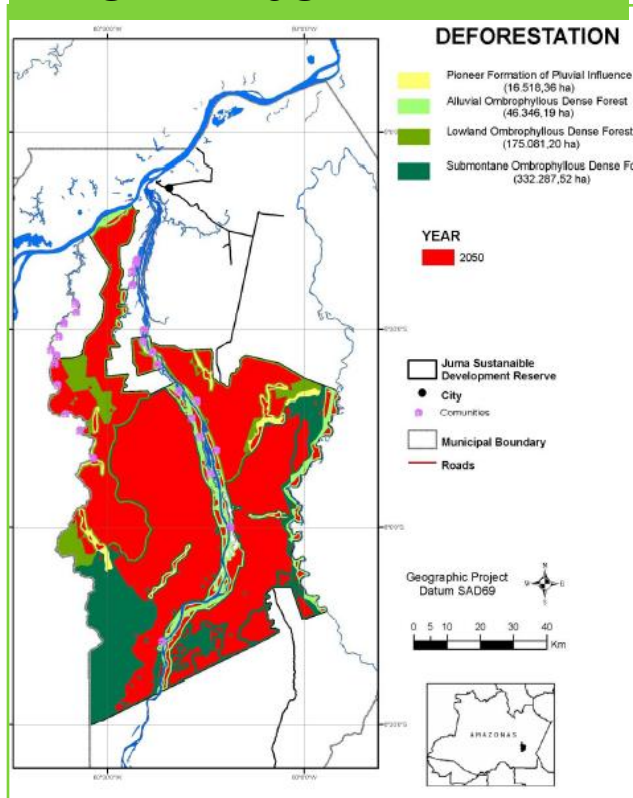 DEFORESTATION
Pioneer Formation of Pluvial Influence
(16.518,36 ha)
Alluvial Ombrophyllous Dense Forest
(46.346,19 ha)
Lowland Ombrophyllous Dense Forest
(175.081,20 ha)
Submontane Ombrophyllous Dense Fo
(332.287,52 ha)
YEAR
2050
Juma Sustanaible
Development Reserve
City
Comunities
Municipal Boundary
Roads
Geographic Project
Datum SAD69
N
W E
S
0 5 10 20 30 40
Km
AMAZONAS